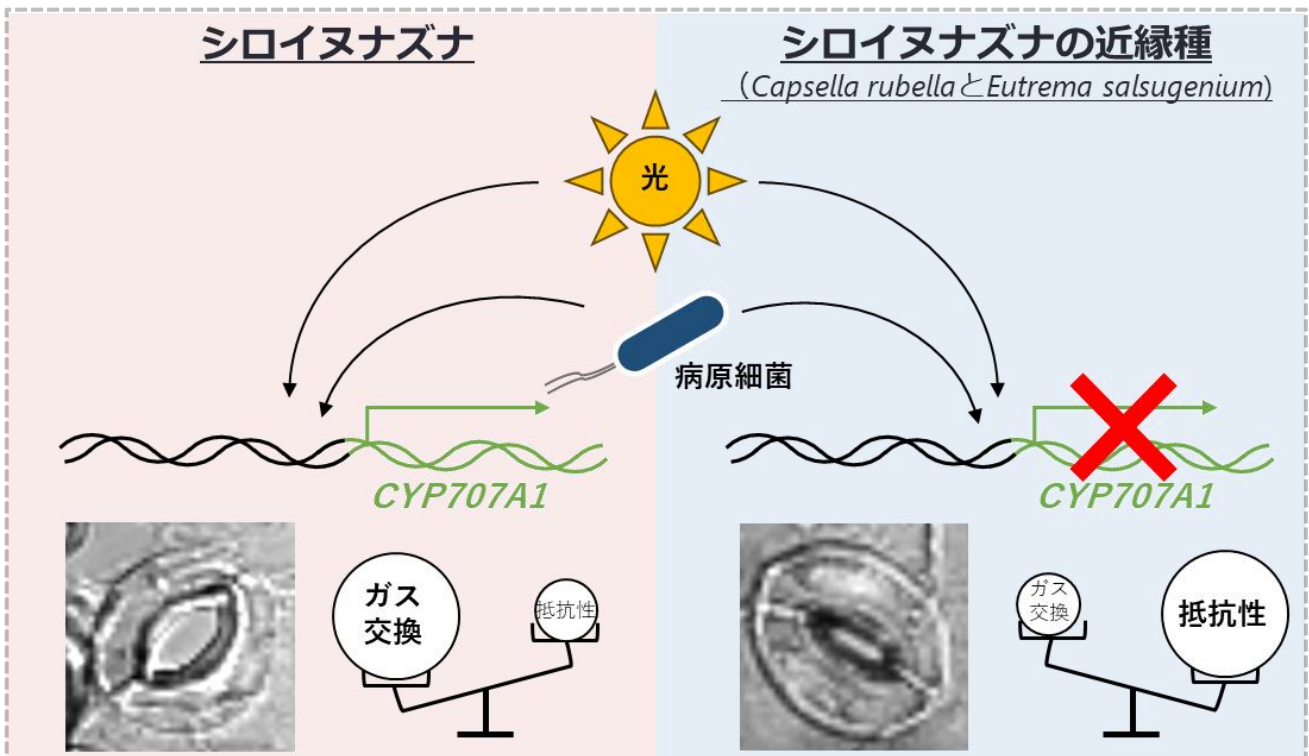 シロイヌナズナ
シロイヌナズナの近縁種
（Capsella rubellaとEutrema salsugenium)
光
病原細菌
CYP707A1
CYP707A1
ガス
交換
抵抗性
ガス
交換
抵抗性